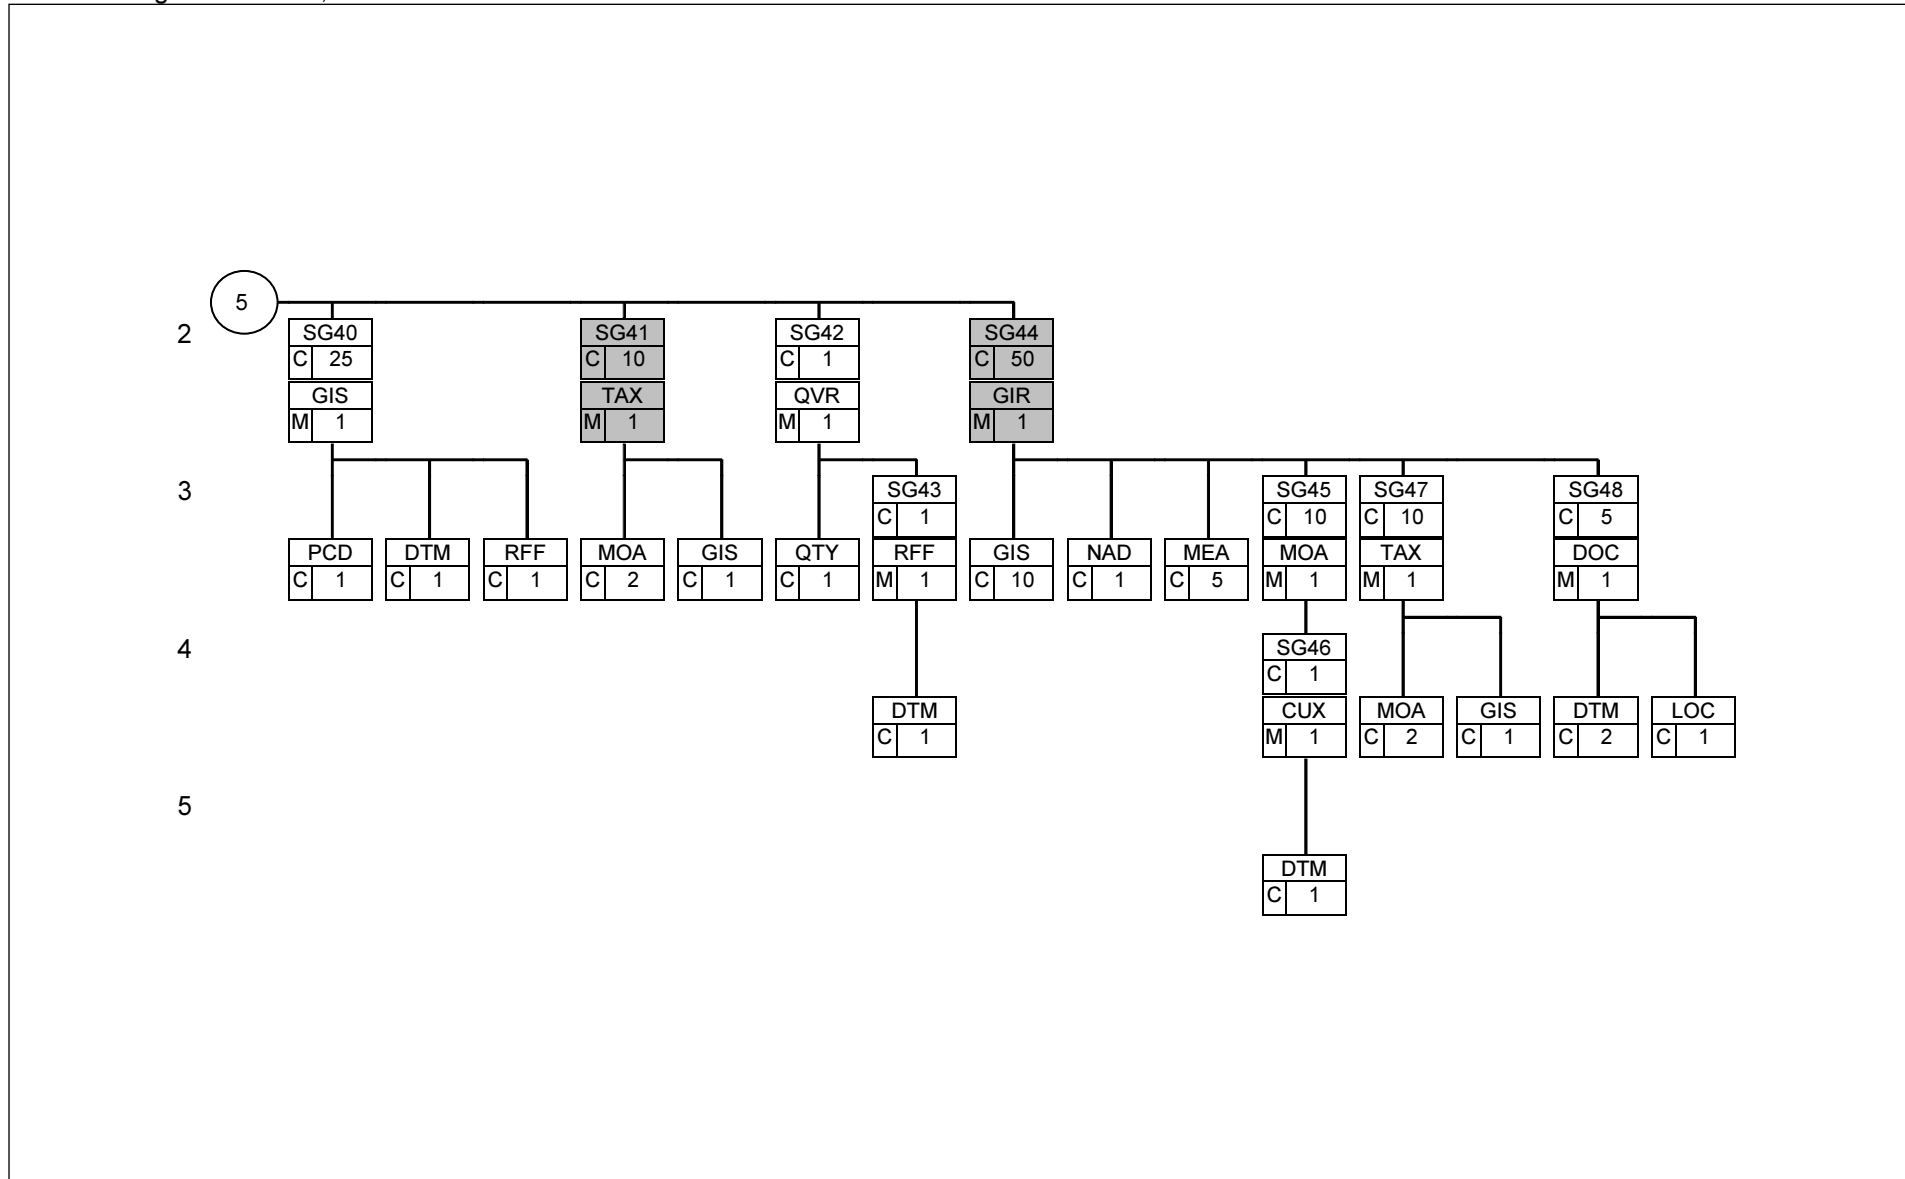 5
2
SG40 SG41 SG42 SG44
C 25 C 10 C 1 C 50
GIS TAX QVR GIR
M 1 M 1 M 1 M 1
3
SG43 SG45 SG47 SG48
C 1 C 10 C 10 C 5
PCD DTM RFF MOA GIS QTY RFF GIS NAD MEA MOA TAX DOC
C 1 C 1 C 1 C 2 C 1 C 1 M 1 C 10 C 1 C 5 M 1 M 1 M 1
4
SG46
C 1
DTM CUX MOA GIS DTM LOC
C 1 M 1 C 2 C 1 C 2 C 1
5
DTM
C 1